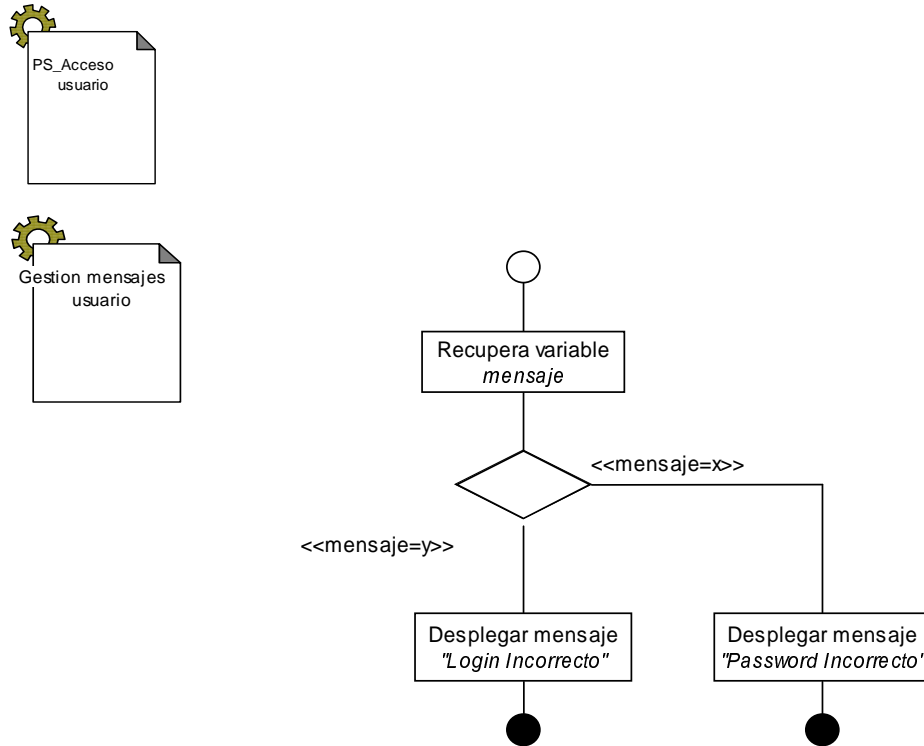 PS_Acceso
usuario
Gestion mensajes
usuario
Recupera variable
mensaje
<<mensaje=x>>
<<mensaje=y>>
Desplegar mensaje
"Login Incorrecto"
Desplegar mensaje
"Password Incorrecto"